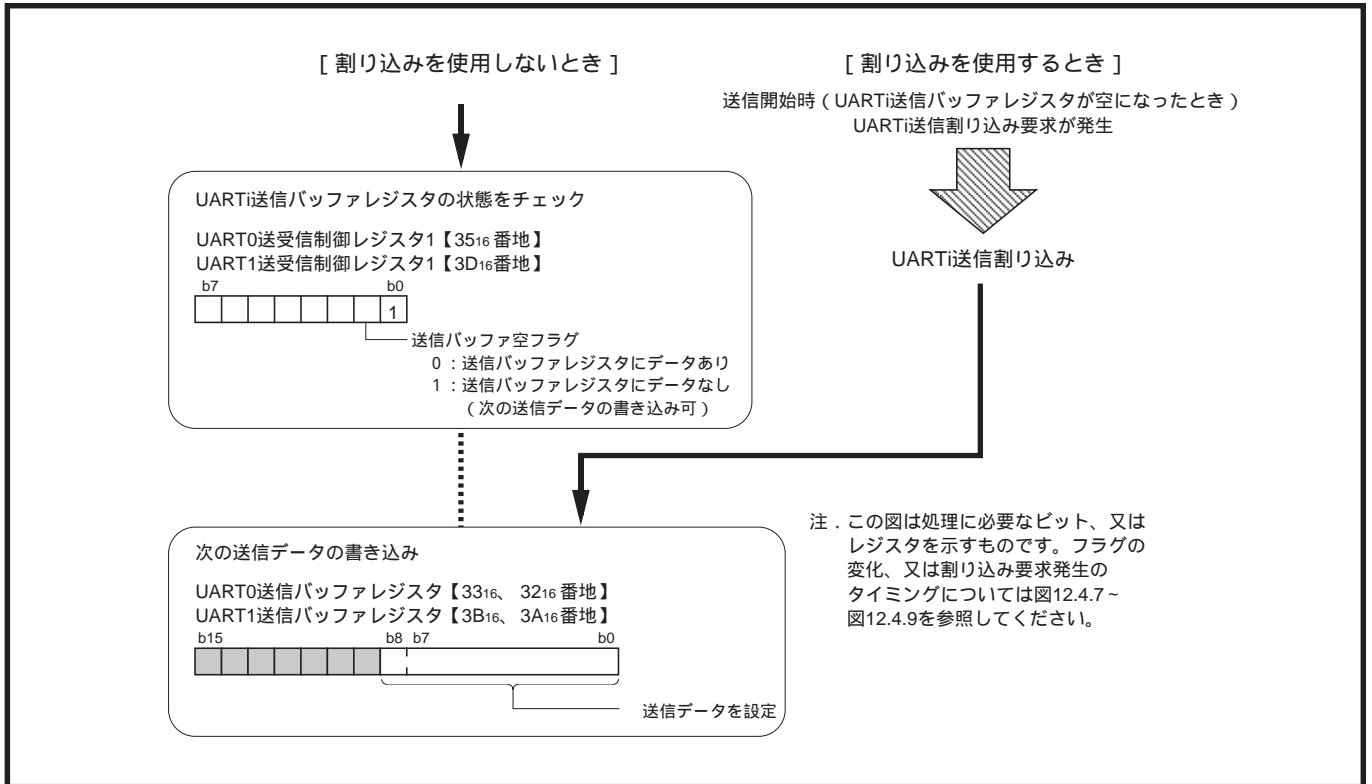 [ 割り込みを使用しないとき ]
UARTi送信バッファレジスタの状態をチェック
UART0送受信制御レジスタ1【3516 番地】
UART1送受信制御レジスタ1【3D16番地】
b7 b0
1
送信バッファ空フラグ
0 : 送信バッファレジスタにデータあり
1 : 送信バッファレジスタにデータなし
( 次の送信データの書き込み可 )
[ 割り込みを使用するとき ]
送信開始時 ( UARTi送信バッファレジスタが空になったとき )
UARTi送信割り込み要求が発生
UARTi送信割り込み
次の送信データの書き込み
UART0送信バッファレジスタ【3316、 3216 番地】
UART1送信バッファレジスタ【3B16、 3A16 番地】
b15 b8 b7 b0
送信データを設定
注 . この図は処理に必要なビット、又は
レジスタを示すものです。フラグの
変化、又は割り込み要求発生の
タイミングについては図12.4.7 ~
図12.4.9を参照してください。